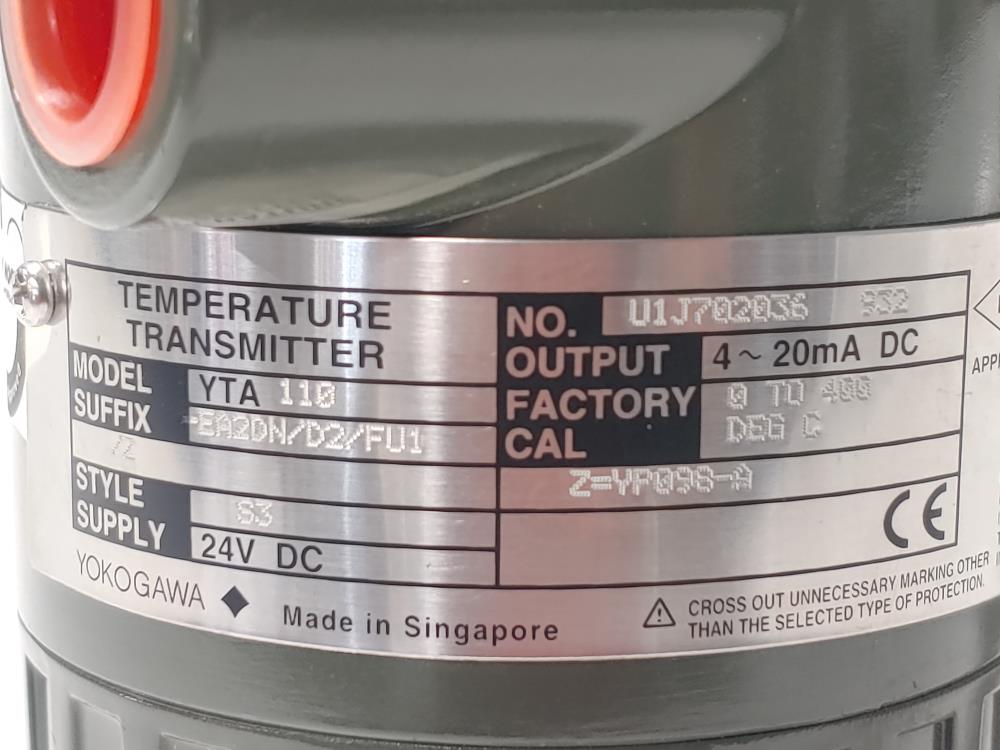 TEMPERATURE
TRANSMITTER
MODEL YTA 110
SUFFIX -EA2DN/D2/FU1
/Z
STYLE S3
SUPPLY 24V DC
NO. U1J702036 932
OUTPUT 4 ~ 20mA DC
FACTORY 0 TO 400
CAL DEG C
Z=YP098-A
CE
YOKOGAWA
Made in Singapore
CROSS OUT UNNECESSARY MARKING OTHER
THAN THE SELECTED TYPE OF PROTECTION.